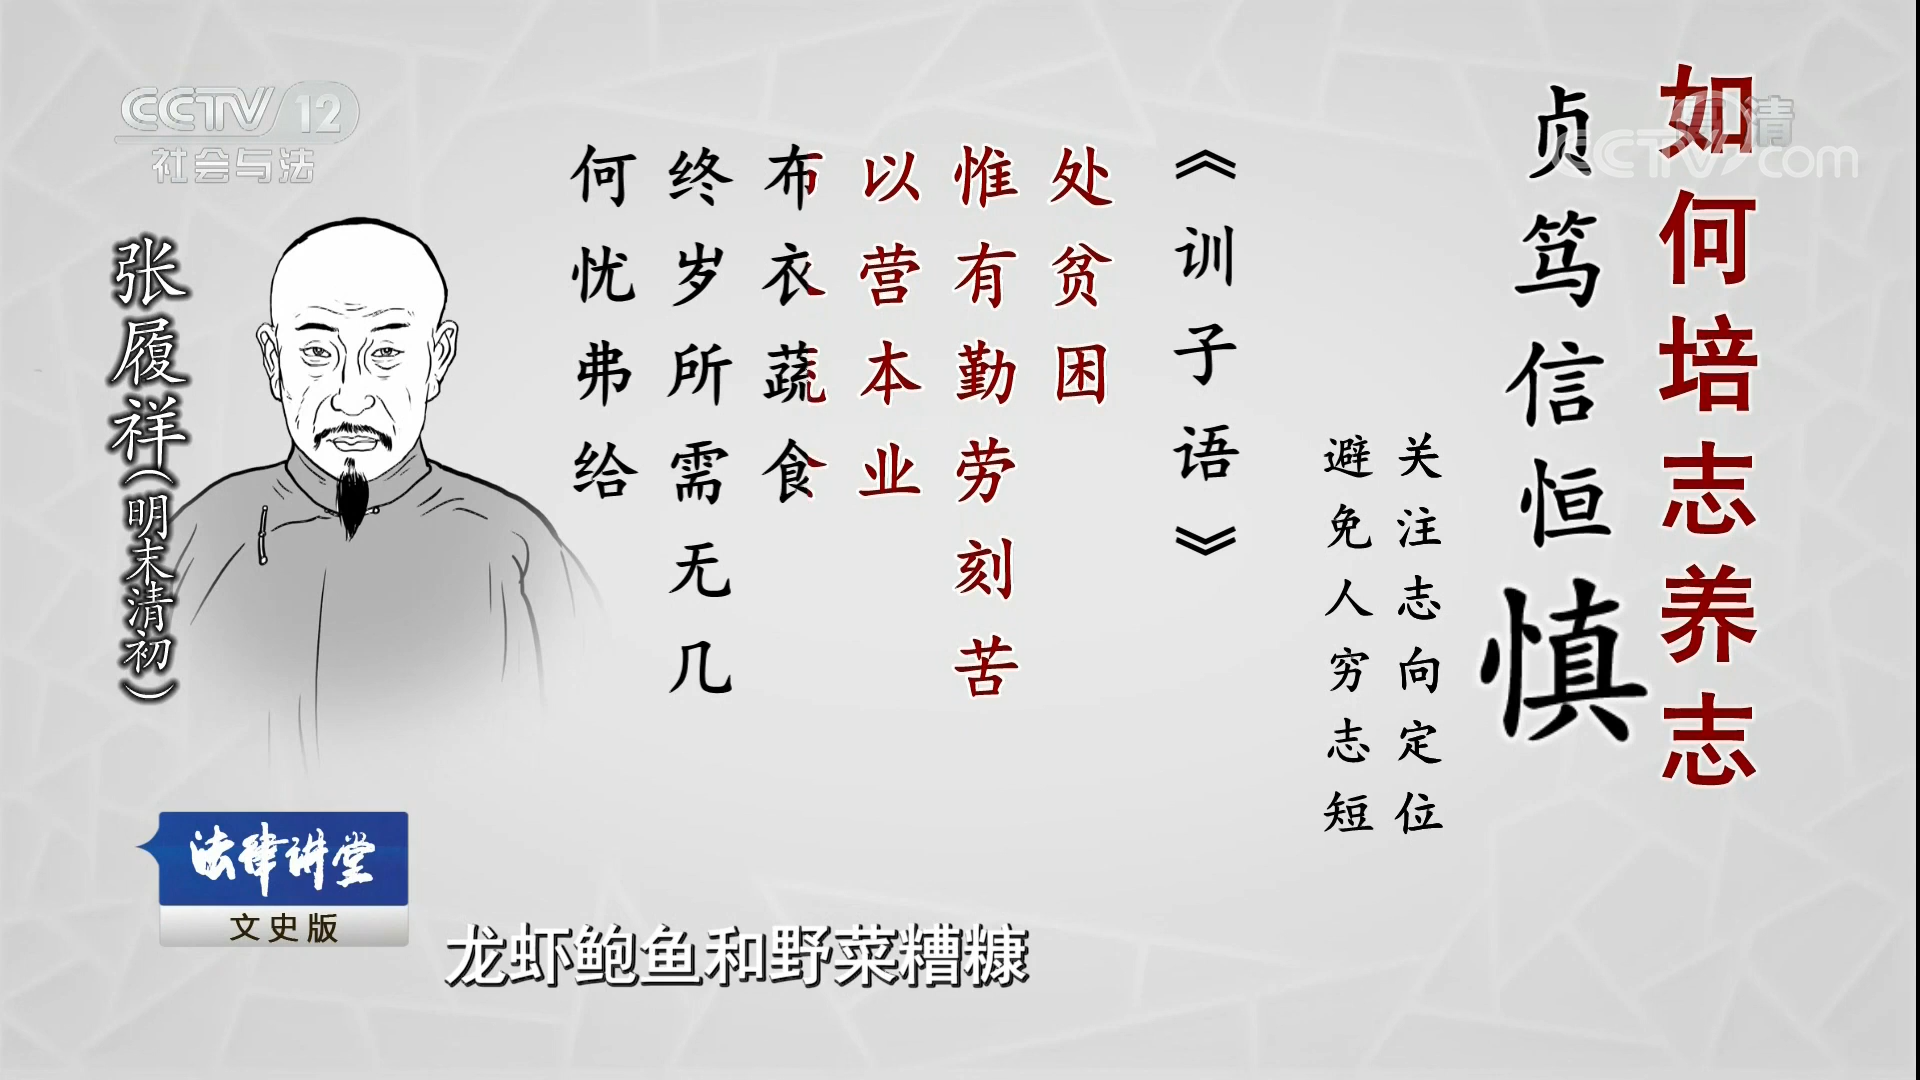 CCTV 12
社会与法
高清
CCTV.com
如何培志养志
贞笃信恒慎
关注志向定位
避免人穷志短
《训子语》
处贫困
惟有勤劳刻苦
以营本业
布衣蔬食
终岁所需无几
何忧弗给
张履祥(明末清初)
法律讲堂
文史版
龙虾鲍鱼和野菜糟糠